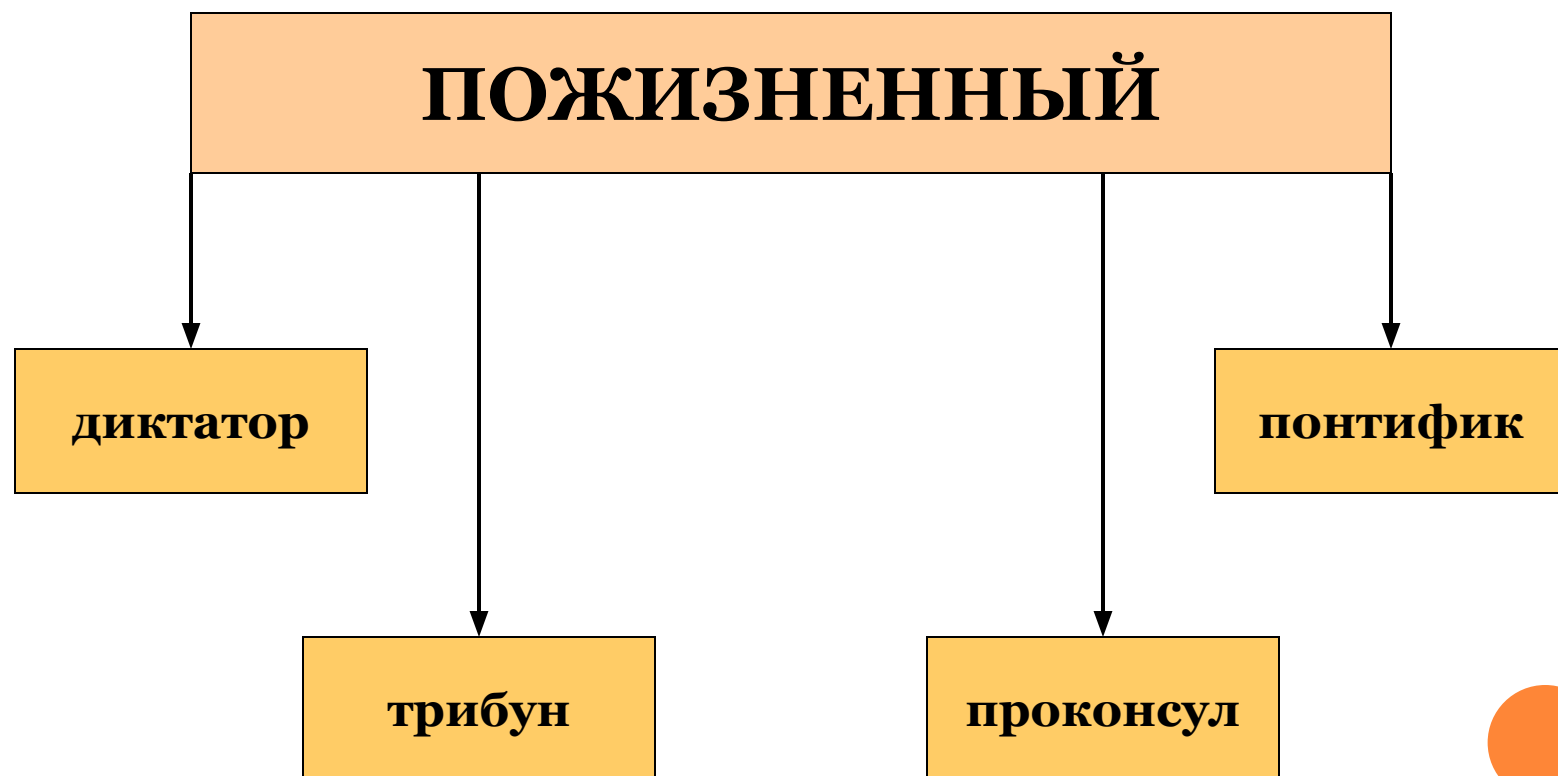 ПОЖИЗНЕННЫЙ
диктатор
понтифик
трибун
проконсул